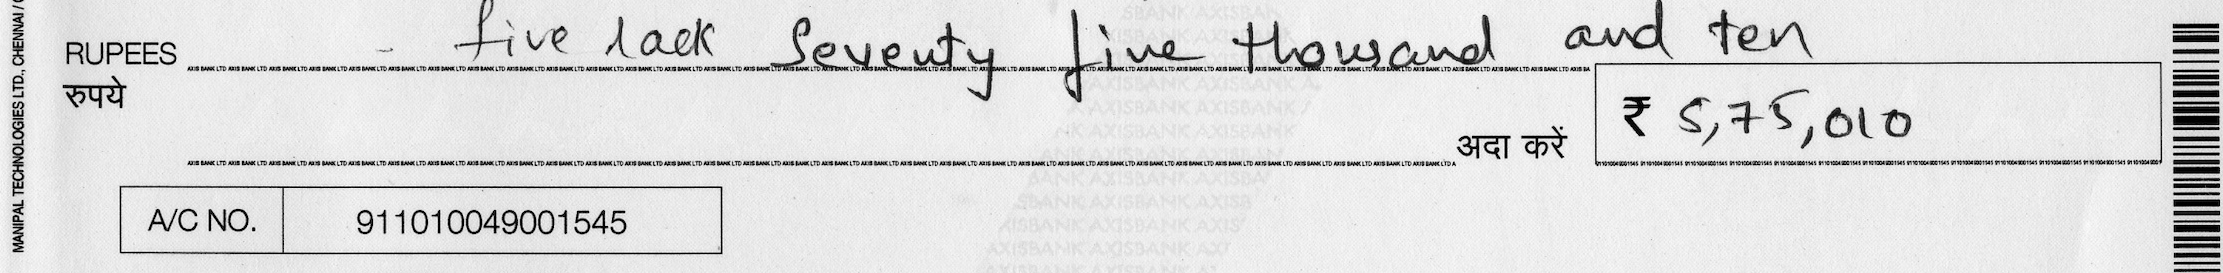 MANIPAL TECHNOLOGIES LTD., CHENNAI /
five lack Seventy five thousand and ten
RUPEES
रुपये
अदा करें
₹ 5,75,010
A/C NO. 911010049001545